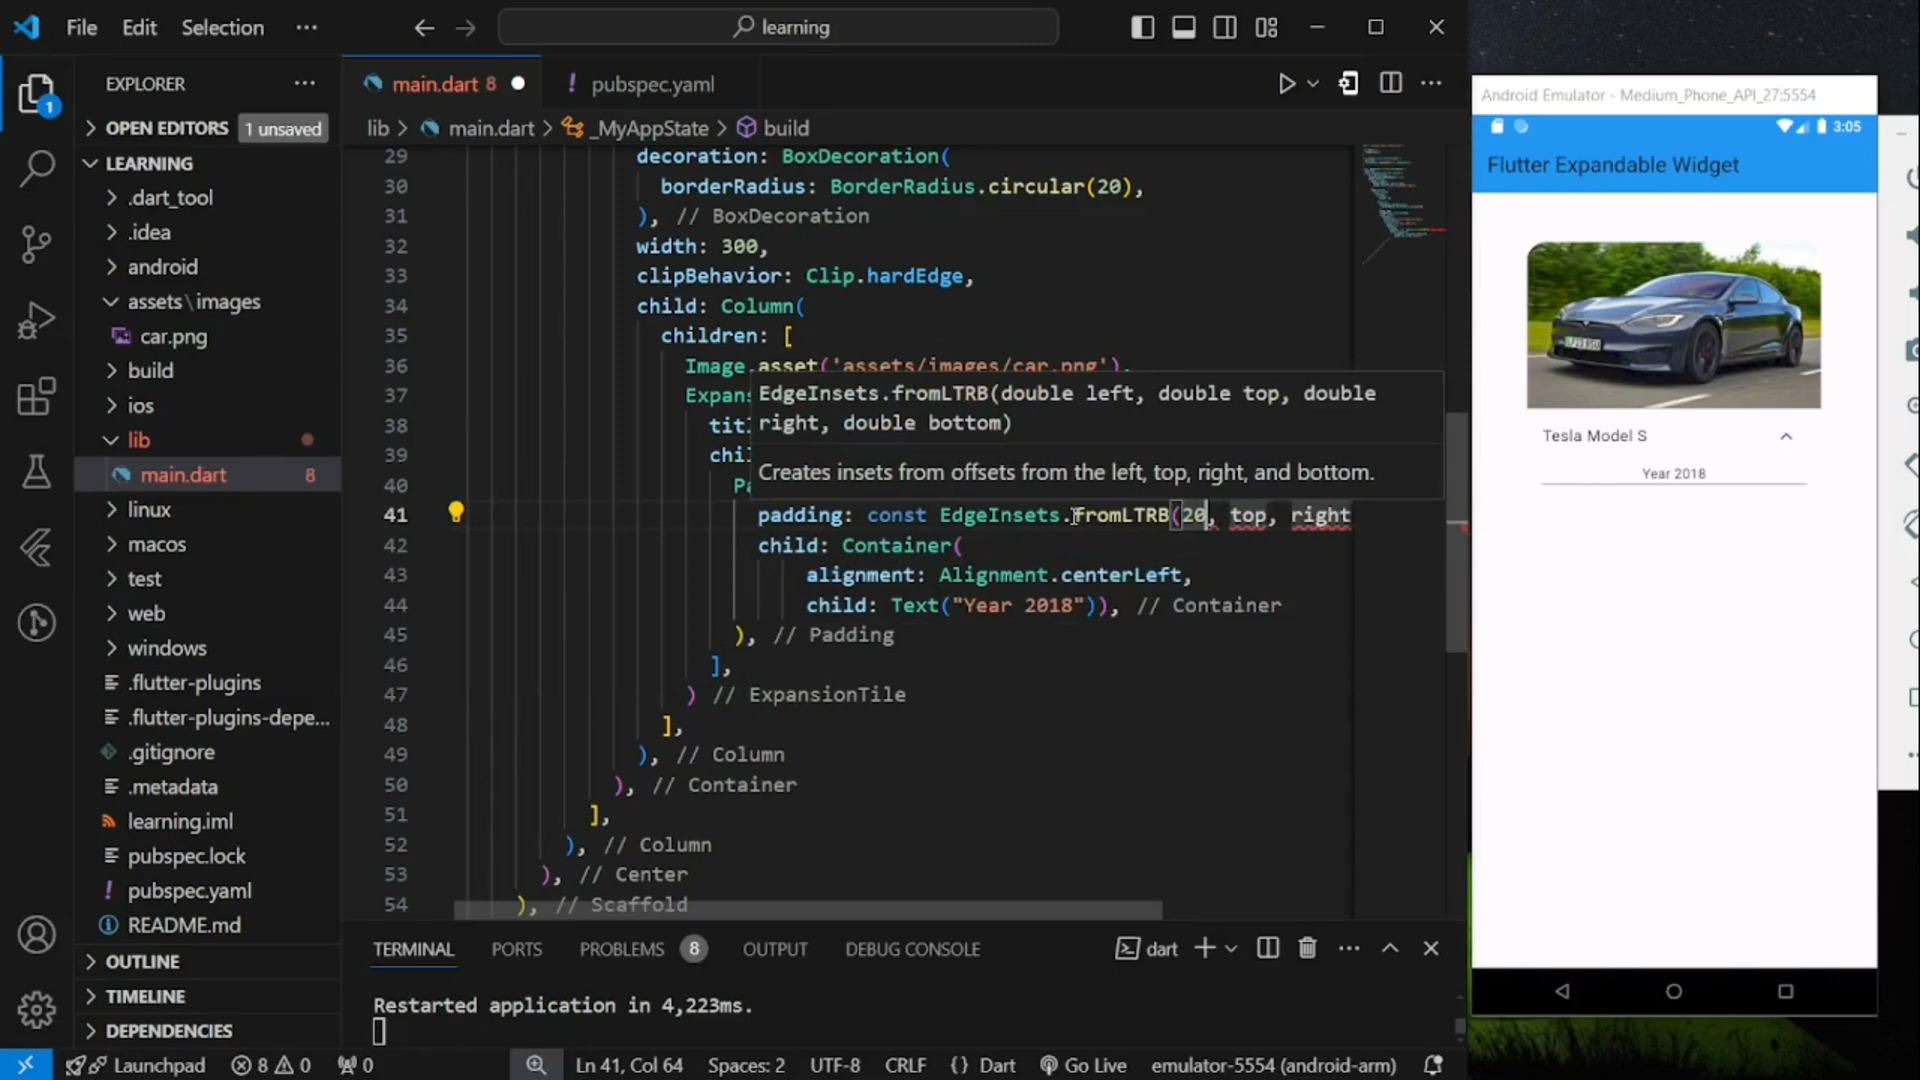 File Edit Selection
learning
EXPLORER
OPEN EDITORS 1 unsaved
LEARNING
.dart_tool
.idea
android
assets\images
car.png
build
ios
lib
main.dart 8
linux
macos
test
web
windows
.flutter-plugins
.flutter-plugins-depe...
.gitignore
.metadata
learning.iml
pubspec.lock
pubspec.yaml
README.md
OUTLINE
TIMELINE
DEPENDENCIES
main.dart 8
pubspec.yaml
lib > main.dart > _MyAppState > build
29 decoration: BoxDecoration(
30 borderRadius: BorderRadius.circular(20),
31 ), // BoxDecoration
32 width: 300,
33 clipBehavior: Clip.hardEdge,
34 child: Column(
35 children: [
36 Image.asset('assets/images/car.png'),
37 Expans
38 titl
39 chil
40 Pa
EdgeInsets.fromLTRB(double left, double top, double
right, double bottom)
Creates insets from offsets from the left, top, right, and bottom.
41 padding: const EdgeInsets.fromLTRB(20, top, right
42 child: Container(
43 alignment: Alignment.centerLeft,
44 child: Text("Year 2018")), // Container
45 ), // Padding
46 ],
47 ) // ExpansionTile
48 ],
49 ), // Column
50 ), // Container
51 ],
52 ), // Column
53 ), // Center
54 ), // Scaffold
TERMINAL PORTS PROBLEMS 8 OUTPUT DEBUG CONSOLE
dart
Restarted application in 4,223ms.
Launchpad 8 0 0 Ln 41, Col 64 Spaces: 2 UTF-8 CRLF {} Dart Go Live emulator-5554 (android-arm)
Android Emulator - Medium_Phone_API_27:5554
3:05
Flutter Expandable Widget
Tesla Model S
Year 2018